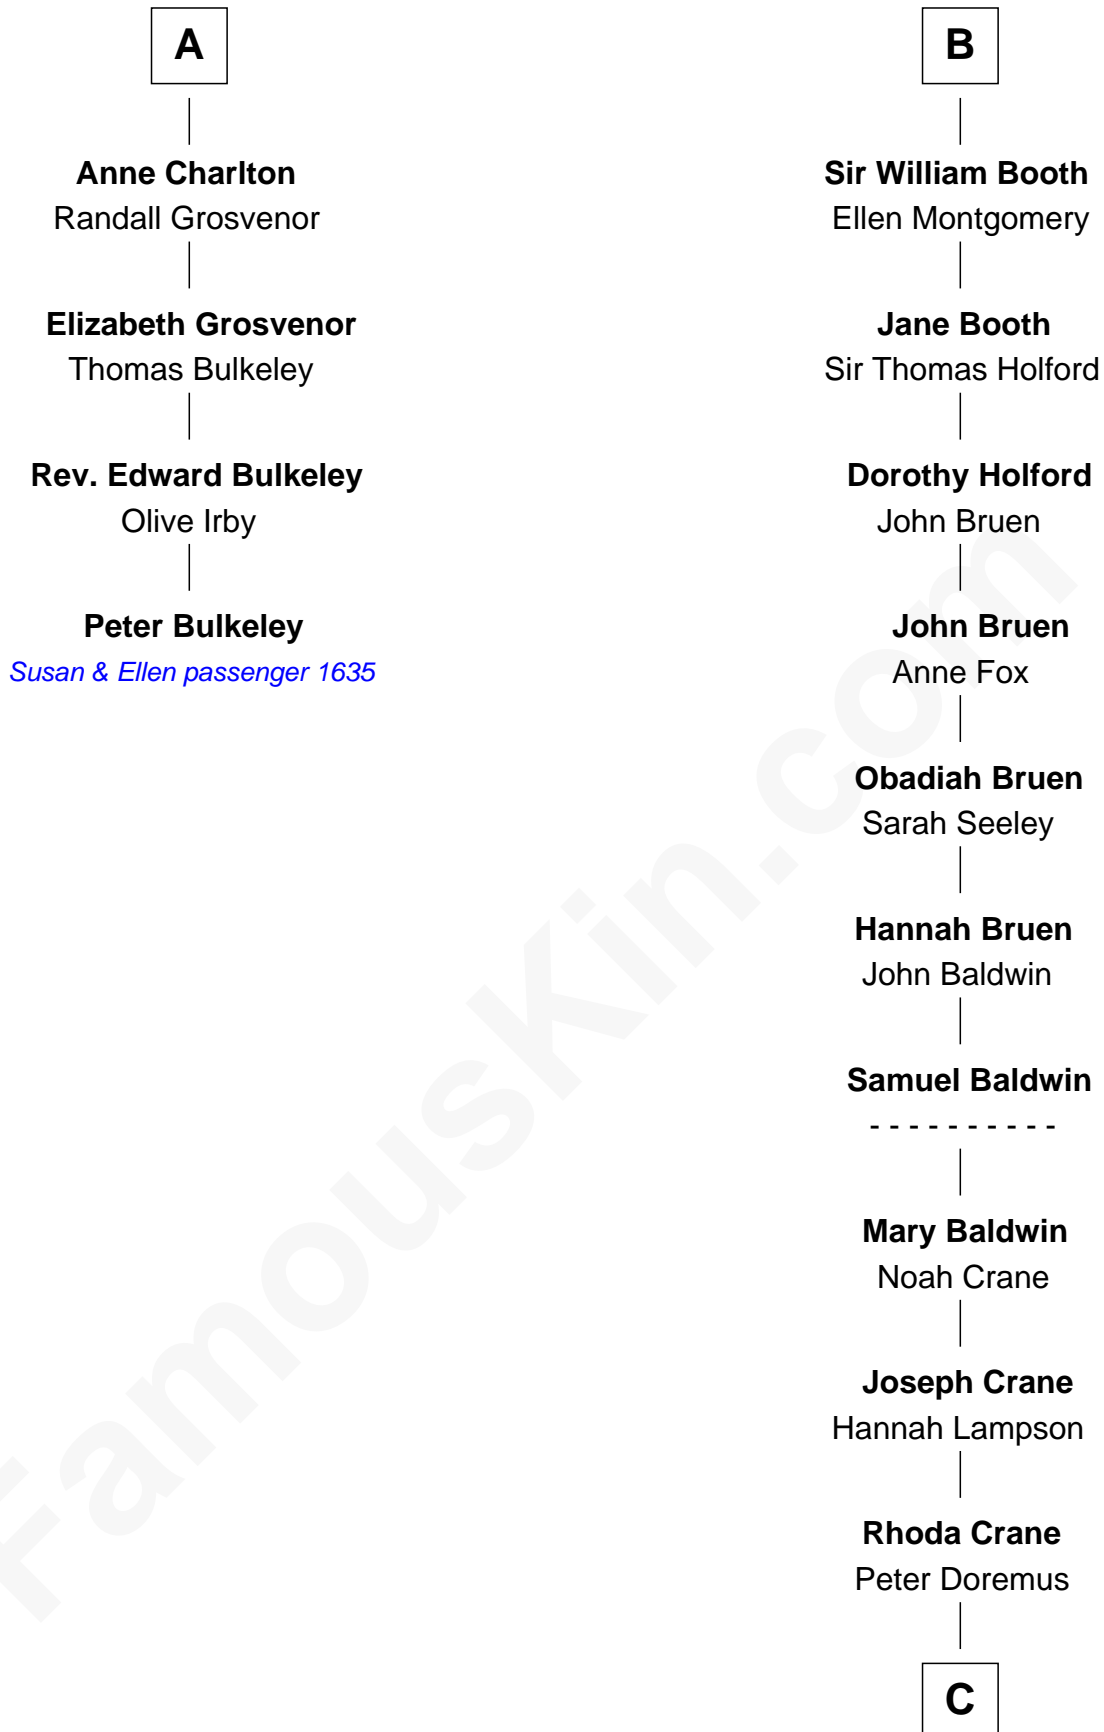 A
Anne Charlton
Randall Grosvenor
Elizabeth Grosvenor
Thomas Bulkeley
Rev. Edward Bulkeley
Olive Irby
Peter Bulkeley
Susan & Ellen passenger 1635
B
Sir William Booth
Ellen Montgomery
Jane Booth
Sir Thomas Holford
Dorothy Holford
John Bruen
John Bruen
Anne Fox
Obadiah Bruen
Sarah Seeley
Hannah Bruen
John Baldwin
Samuel Baldwin
- - - - - - - - - -
Mary Baldwin
Noah Crane
Joseph Crane
Hannah Lampson
Rhoda Crane
Peter Doremus
C
FamousKin.com